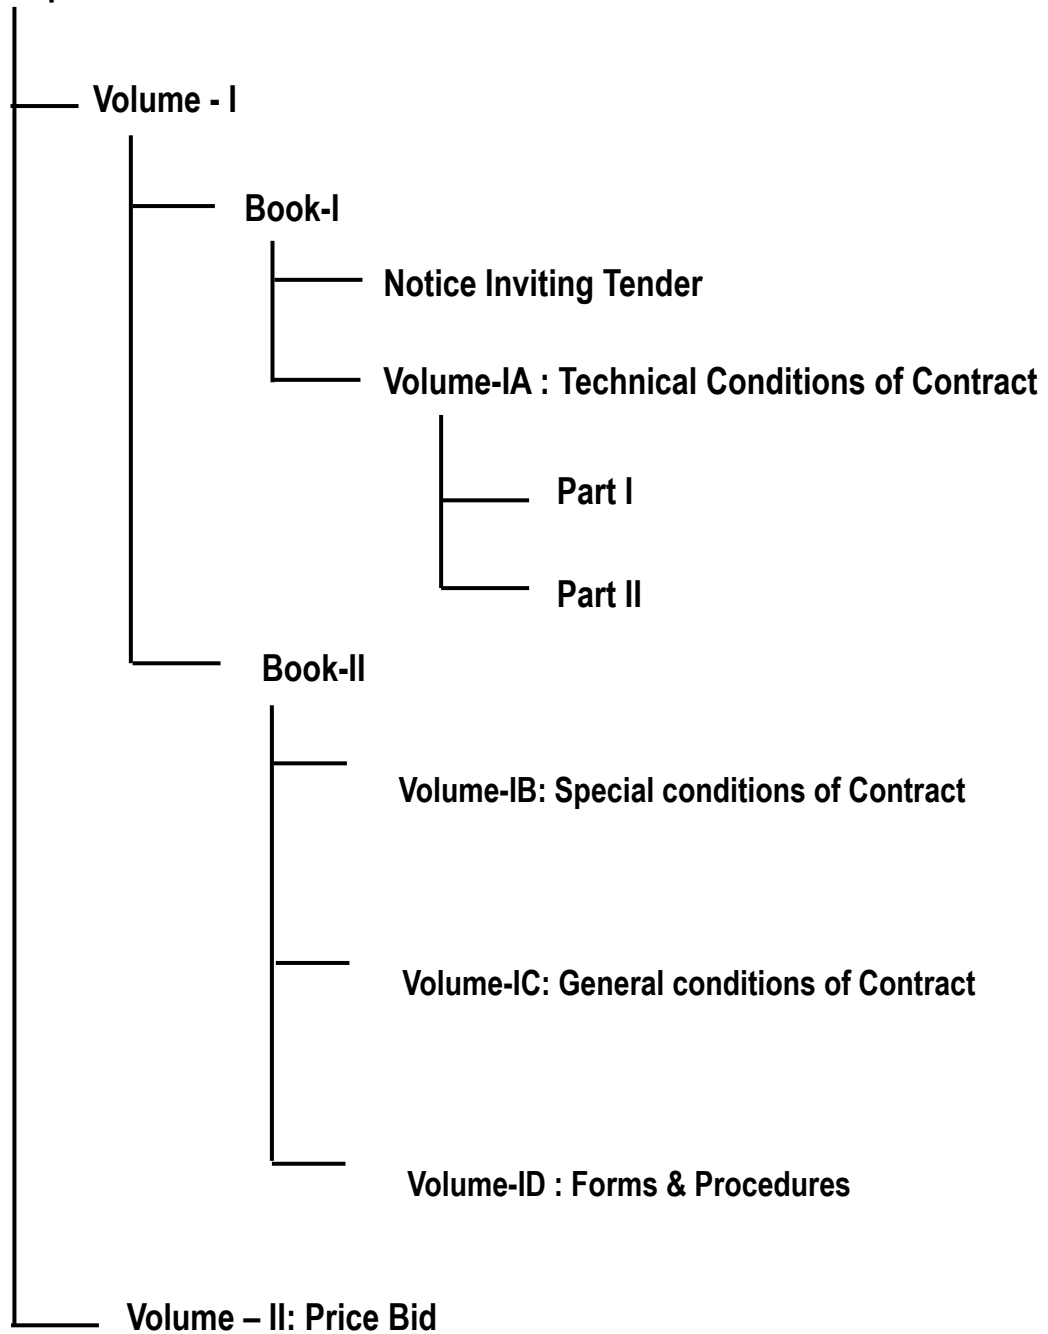 Volume - I
Book-I
Notice Inviting Tender
Volume-IA : Technical Conditions of Contract
Part I
Part II
Book-II
Volume-IB: Special conditions of Contract
Volume-IC: General conditions of Contract
Volume-ID : Forms & Procedures
Volume – II: Price Bid